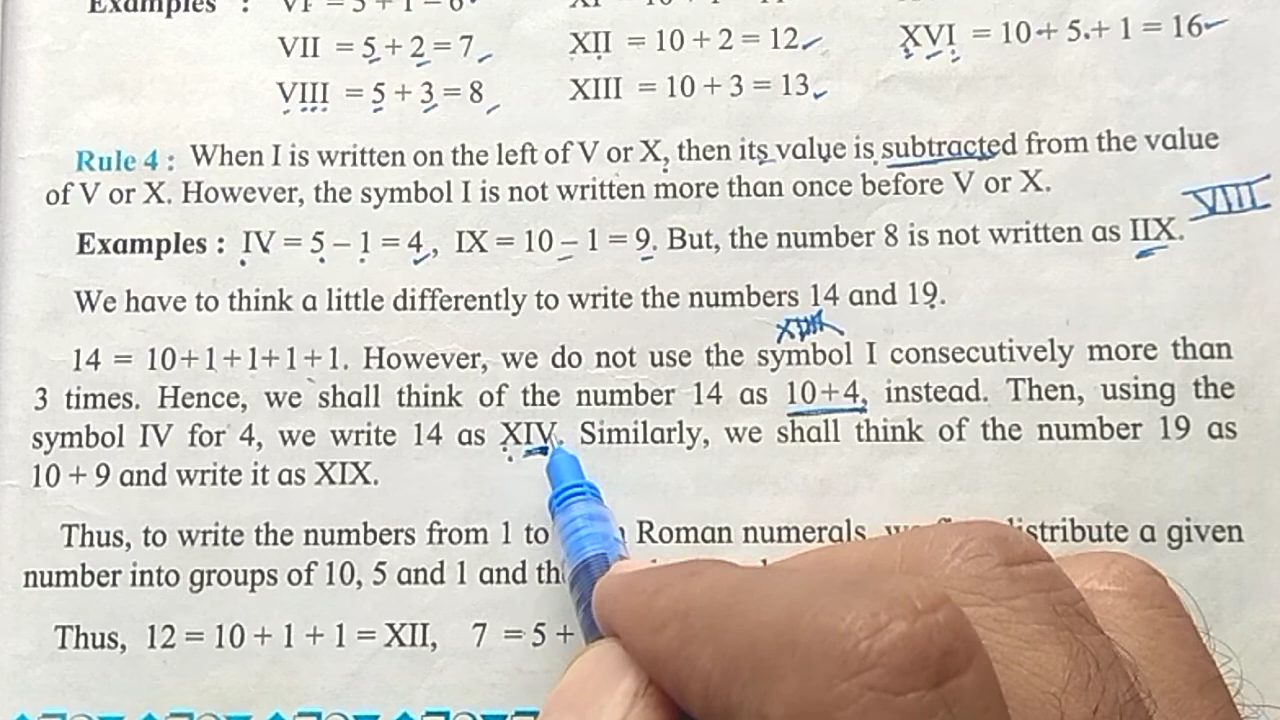 Examples : VI = 5 + 1 = 6
VII = 5 + 2 = 7 XII = 10 + 2 = 12 XVI = 10 + 5 + 1 = 16
VIII = 5 + 3 = 8 XIII = 10 + 3 = 13
Rule 4 : When I is written on the left of V or X, then its value is subtracted from the value
of V or X. However, the symbol I is not written more than once before V or X.
VIII
Examples : IV = 5 – 1 = 4, IX = 10 – 1 = 9. But, the number 8 is not written as IIX.
We have to think a little differently to write the numbers 14 and 19.
14 = 10+1+1+1+1. However, we do not use the symbol I consecutively more than
3 times. Hence, we shall think of the number 14 as 10+4, instead. Then, using the
symbol IV for 4, we write 14 as XIV. Similarly, we shall think of the number 19 as
10 + 9 and write it as XIX.
Thus, to write the numbers from 1 to Roman numerals, distribute a given
number into groups of 10, 5 and 1 and
Thus, 12 = 10 + 1 + 1 = XII, 7 = 5 +